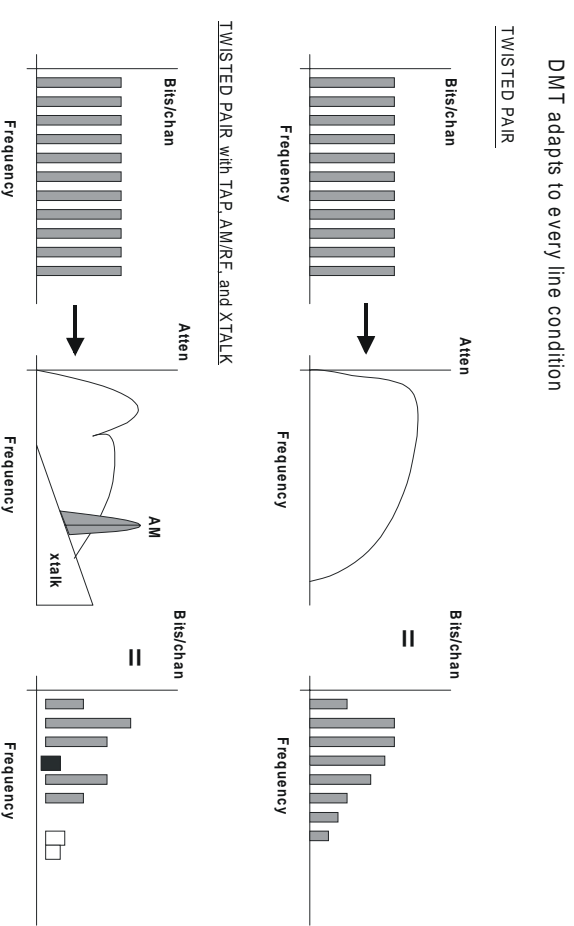 DMT adapts to every line condition
TWISTED PAIR
Bits/chan
Frequency
Atten
Frequency
=
Bits/chan
Frequency
TWISTED PAIR with TAP, AM/RF, and XTALK
Bits/chan
Frequency
Atten
AM
xtalk
Frequency
=
Bits/chan
Frequency